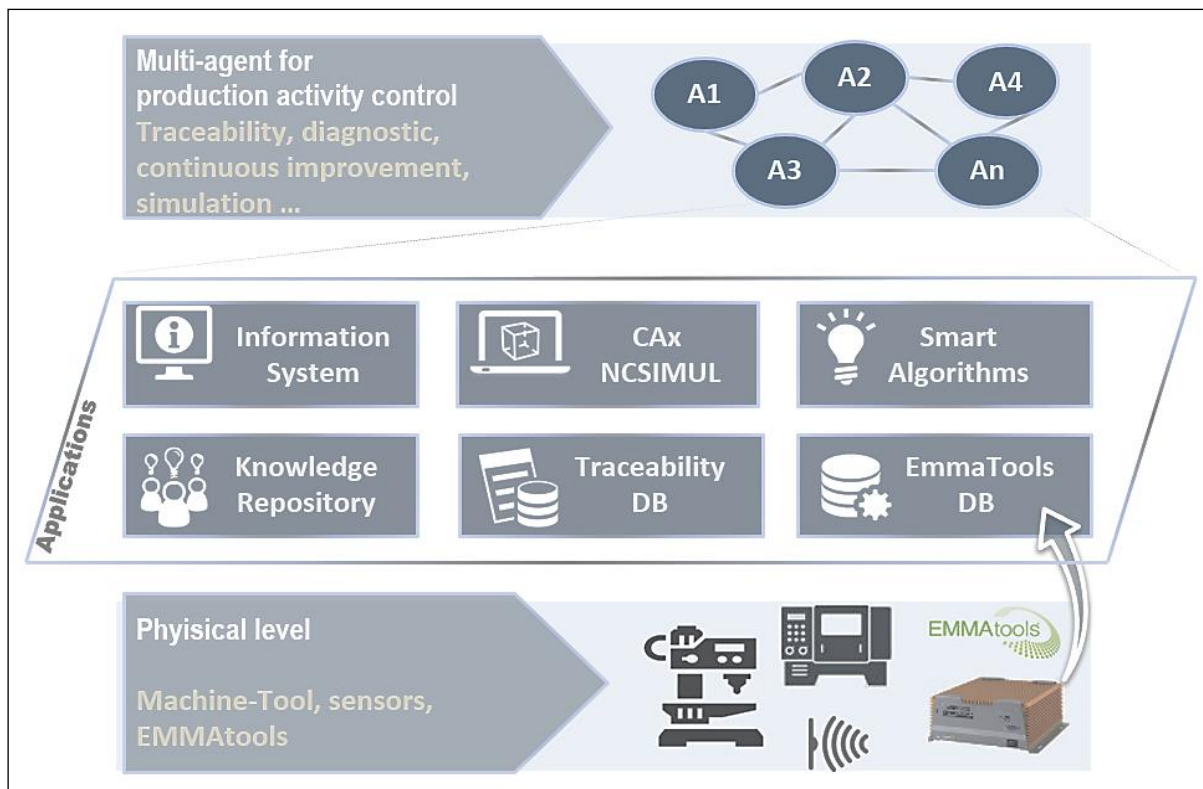 Multi-agent for
production activity control
Traceability, diagnostic,
continuous improvement,
simulation ...
A1
A2
A4
A3
An
Applications
Information
System
CAx
NCSIMUL
Smart
Algorithms
Knowledge
Repository
Traceability
DB
EmmaTools
DB
Phyisical level
Machine-Tool, sensors,
EMMAtools
EMMAtools